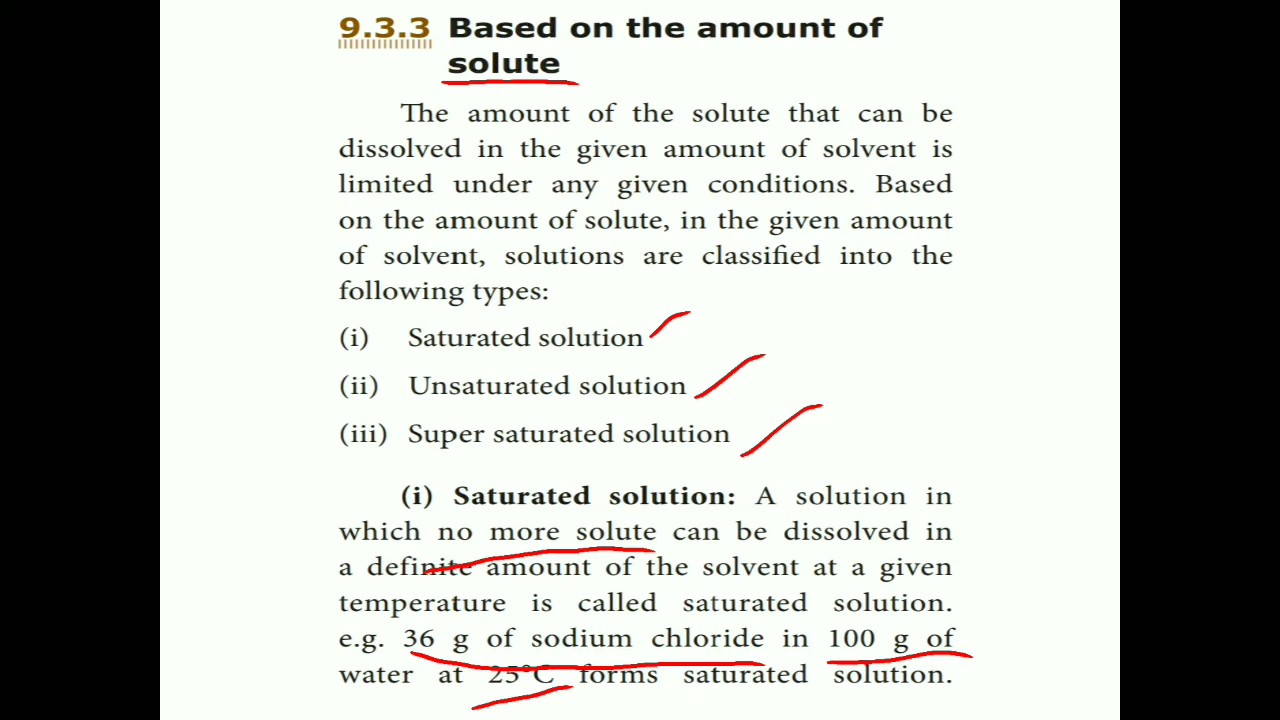 9.3.3 Based on the amount of
solute
The amount of the solute that can be
dissolved in the given amount of solvent is
limited under any given conditions. Based
on the amount of solute, in the given amount
of solvent, solutions are classified into the
following types:
(i) Saturated solution
(ii) Unsaturated solution
(iii) Super saturated solution
(i) Saturated solution: A solution in
which no more solute can be dissolved in
a definite amount of the solvent at a given
temperature is called saturated solution.
e.g. 36 g of sodium chloride in 100 g of
water at 25°C forms saturated solution.